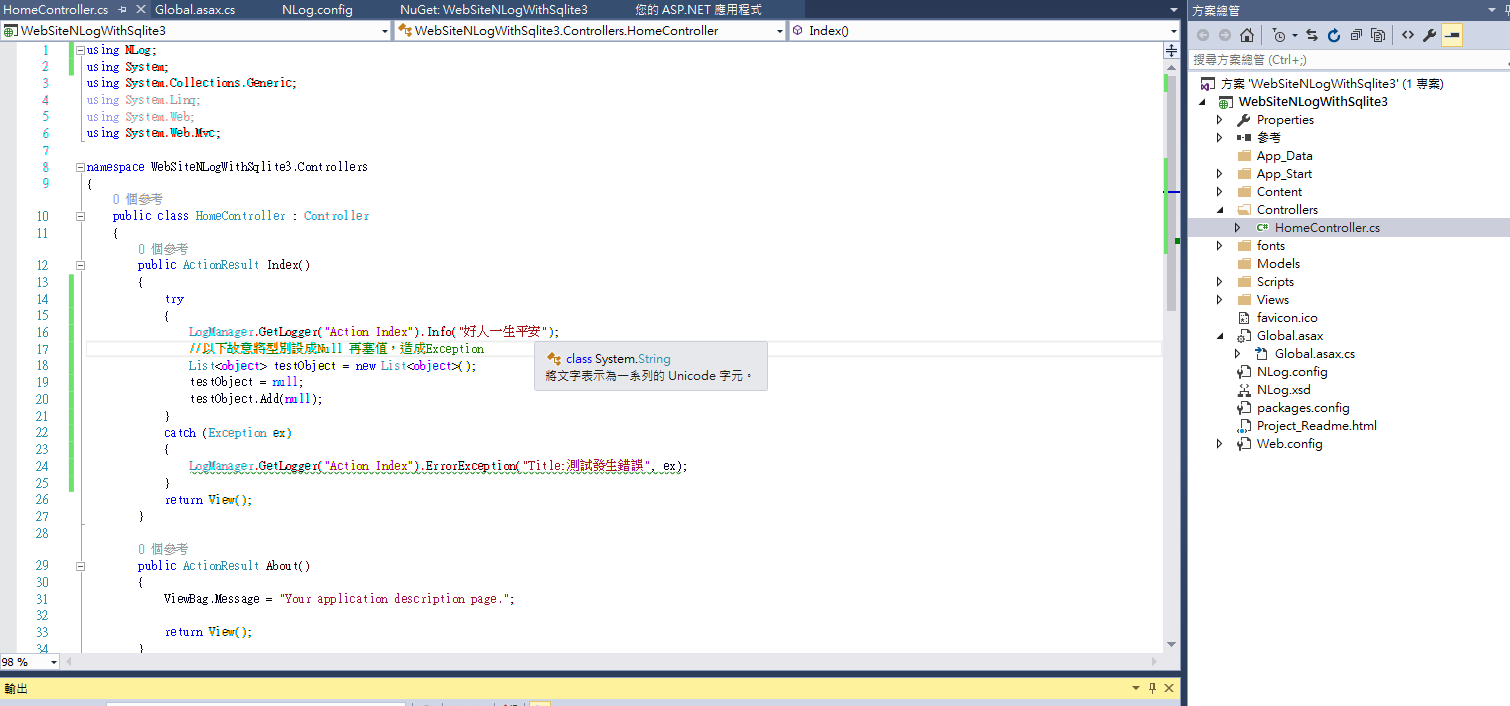 HomeController.cs Global.asax.cs NLog.config NuGet: WebSiteNLogWithSqlite3 您的 ASP.NET 應用程式
WebSiteNLogWithSqlite3 WebSiteNLogWithSqlite3.Controllers.HomeController Index()
1 using NLog;
2 using System;
3 using System.Collections.Generic;
4 using System.Linq;
5 using System.Web;
6 using System.Web.Mvc;
7
8 namespace WebSiteNLogWithSqlite3.Controllers
9 {
0 個參考
10 public class HomeController : Controller
11 {
0 個參考
12 public ActionResult Index()
13 {
14 try
15 {
16 LogManager.GetLogger("Action Index").Info("好人一生平安");
17 //以下故意將型別設成Null 再塞值，造成Exception
18 List<object> testObject = new List<object>();
19 testObject = null;
20 testObject.Add(null);
21 }
22 catch (Exception ex)
23 {
24 LogManager.GetLogger("Action Index").ErrorException("Title:測試發生錯誤", ex);
25 }
26 return View();
27 }
28
0 個參考
29 public ActionResult About()
30 {
31 ViewBag.Message = "Your application description page.";
32
33 return View();
34 }
class System.String
將文字表示為一系列的 Unicode 字元。
98 %
輸出
方案總管
搜尋方案總管 (Ctrl+;)
方案 'WebSiteNLogWithSqlite3' (1 專案)
WebSiteNLogWithSqlite3
Properties
參考
App_Data
App_Start
Content
Controllers
C# HomeController.cs
fonts
Models
Scripts
Views
favicon.ico
Global.asax
Global.asax.cs
NLog.config
NLog.xsd
packages.config
Project_Readme.html
Web.config